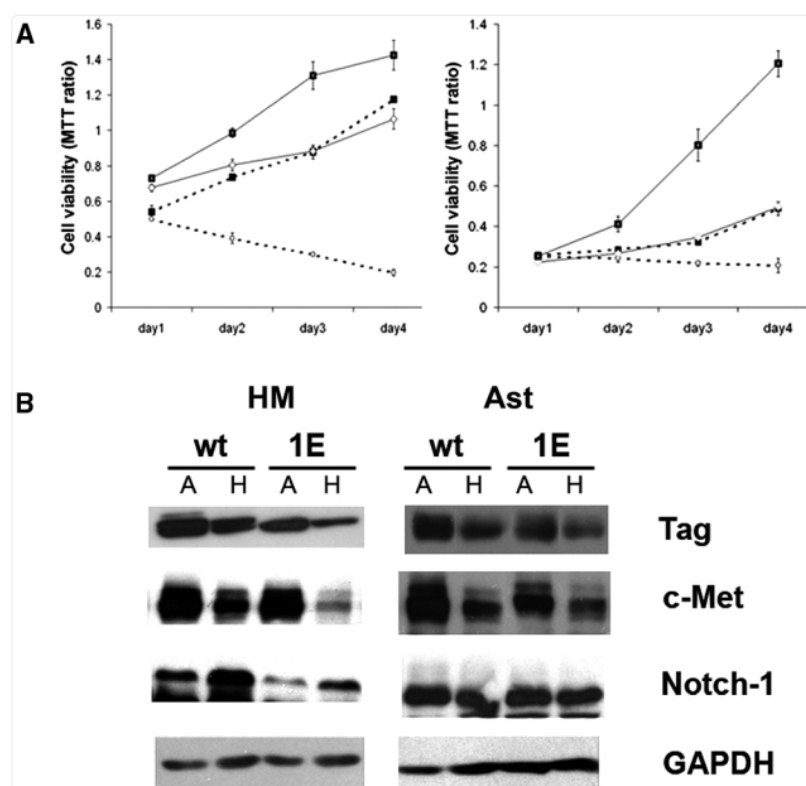 A
Cell viability (MTT ratio)
1.6
1.4
1.2
1
0.8
0.6
0.4
0.2
0
day1 day2 day3 day4
Cell viability (MTT ratio)
1.4
1.2
1
0.8
0.6
0.4
0.2
0
day1 day2 day3 day4
B
HM Ast
wt 1E wt 1E
A H A H A H A H
Tag
c-Met
Notch-1
GAPDH